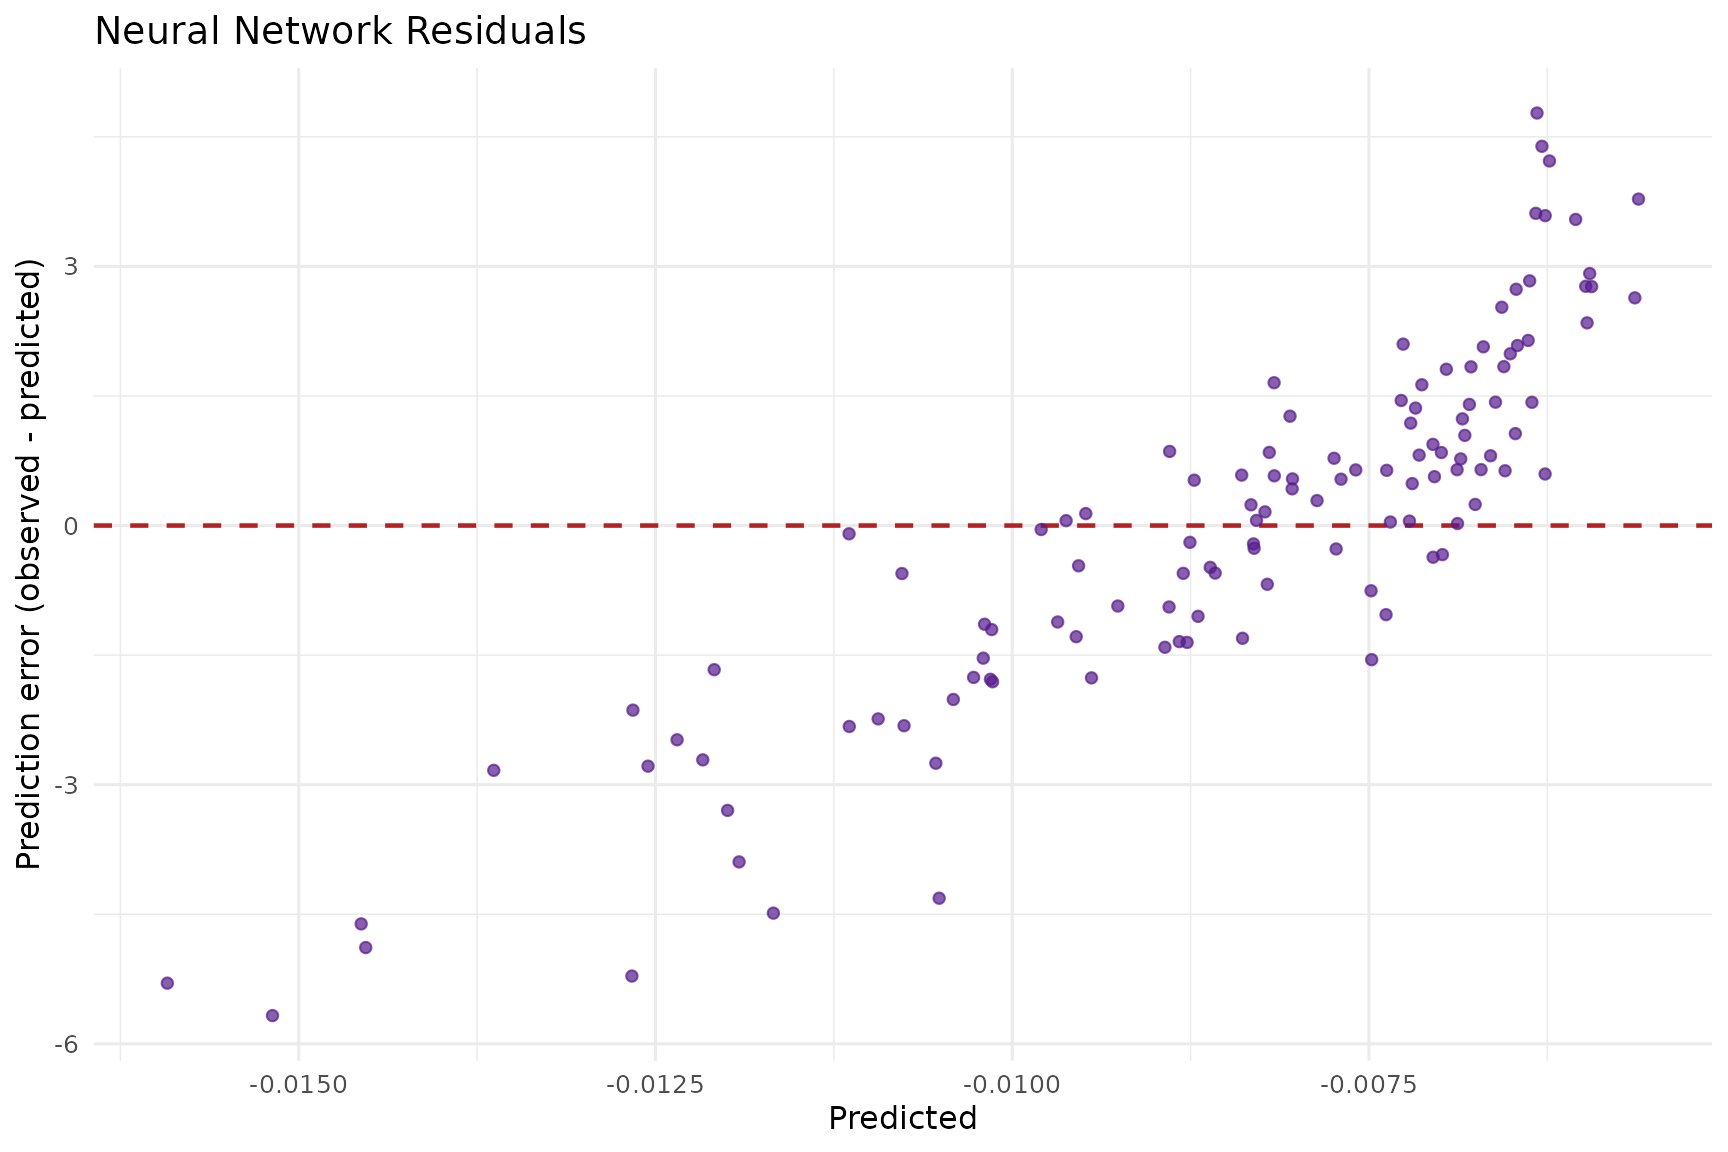 Neural Network Residuals
Prediction error (observed - predicted)
3
0
-3
-6
-0.0150
-0.0125
-0.0100
-0.0075
Predicted